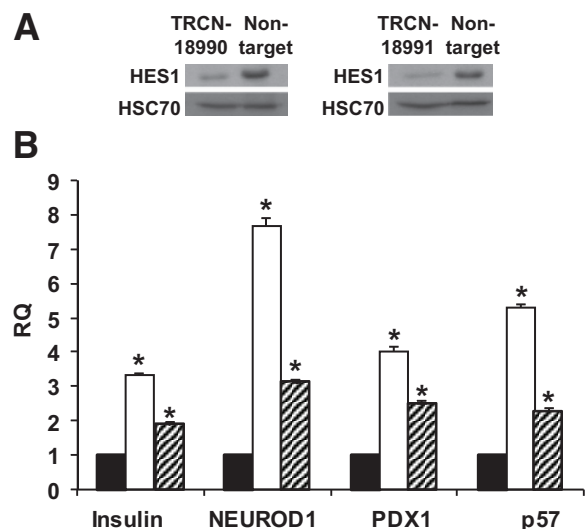 A
TRCN-
18990
Non-
target
TRCN-
18991
Non-
target
HES1
HES1
HSC70
HSC70
B
9
8
7
6
5
4
3
2
1
0
RQ
*
*
*
*
*
*
*
*
Insulin
NEUROD1
PDX1
p57